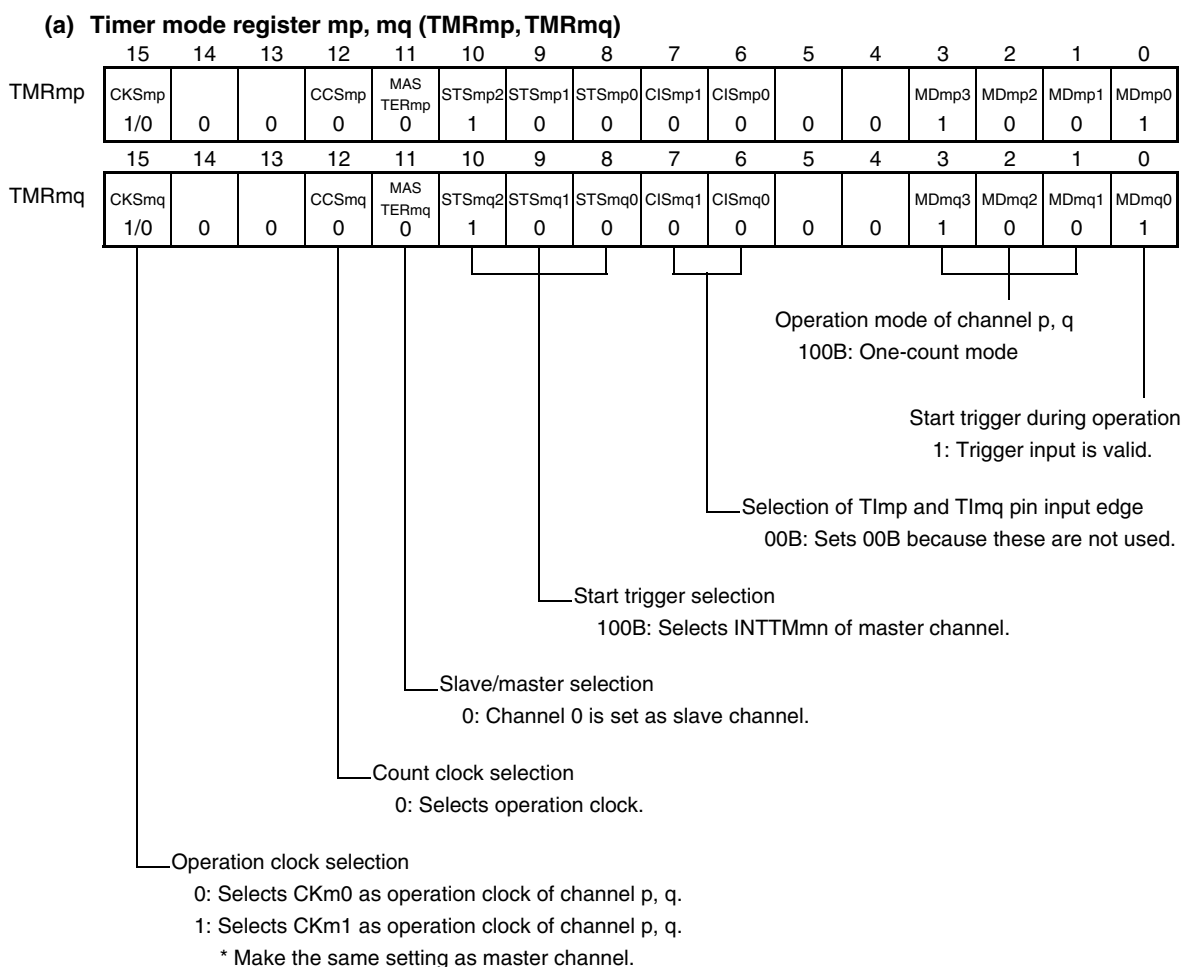 (a) Timer mode register mp, mq (TMRmp, TMRmq)
15 14 13 12 11 10 9 8 7 6 5 4 3 2 1 0
TMRmp CKSmp CCSmp MAS TERmp STSmp2 STSmp1 STSmp0 CISmp1 CISmp0 MDmp3 MDmp2 MDmp1 MDmp0
1/0 0 0 0 0 1 0 0 0 0 0 0 1 0 0 1
15 14 13 12 11 10 9 8 7 6 5 4 3 2 1 0
TMRmq CKSmq CCSmq MAS TERmq STSmq2 STSmq1 STSmq0 CISmq1 CISmq0 MDmq3 MDmq2 MDmq1 MDmq0
1/0 0 0 0 0 1 0 0 0 0 0 0 1 0 0 1
Operation mode of channel p, q
100B: One-count mode
Start trigger during operation
1: Trigger input is valid.
Selection of TImp and TImq pin input edge
00B: Sets 00B because these are not used.
Start trigger selection
100B: Selects INTTMmn of master channel.
Slave/master selection
0: Channel 0 is set as slave channel.
Count clock selection
0: Selects operation clock.
Operation clock selection
0: Selects CKm0 as operation clock of channel p, q.
1: Selects CKm1 as operation clock of channel p, q.
* Make the same setting as master channel.